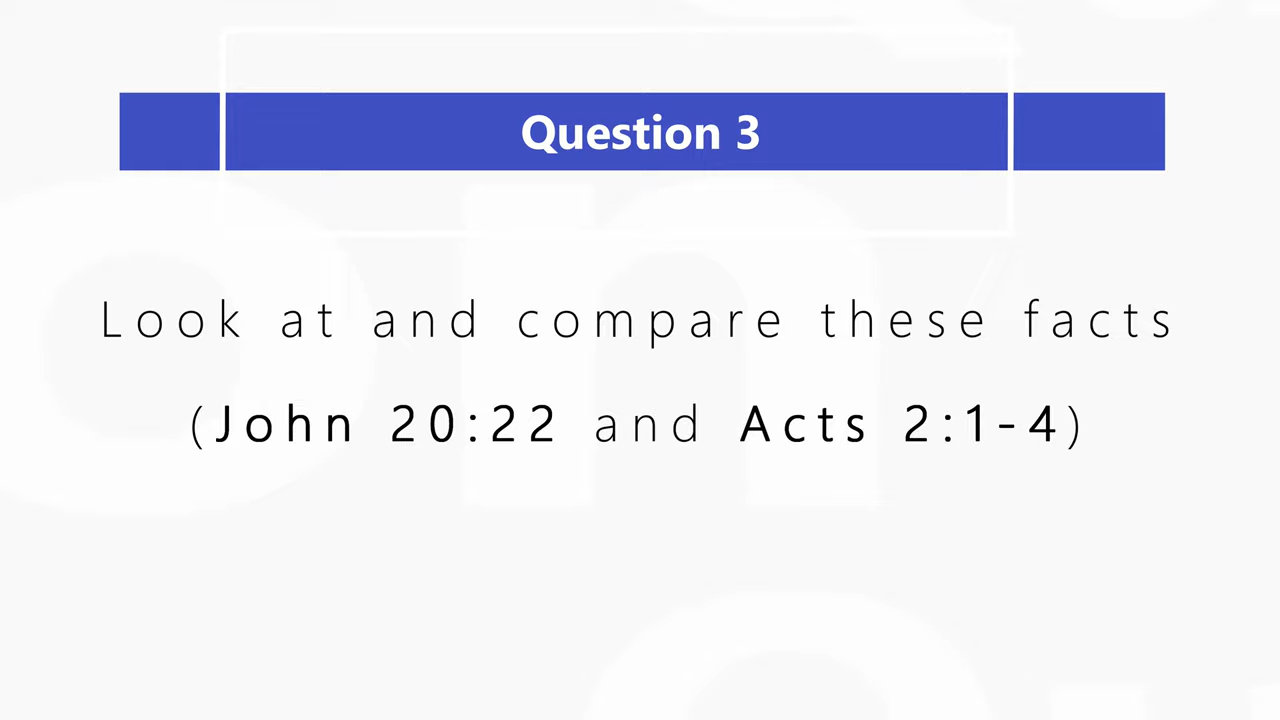 Question 3
Look at and compare these facts
(John 20:22 and Acts 2:1-4)